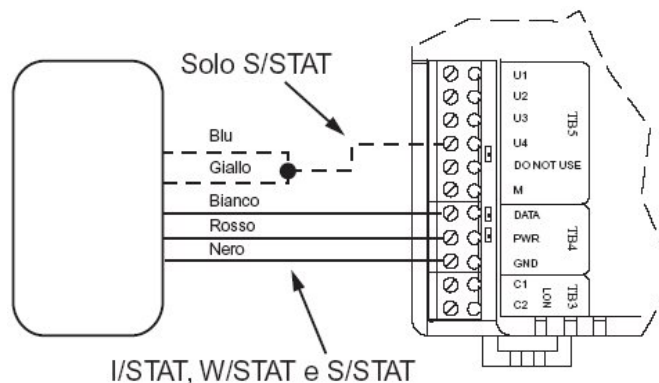 Solo S/STAT
Blu
Giallo
Bianco
Rosso
Nero
I/STAT, W/STAT e S/STAT
U1
U2
U3
U4
DO NOT USE
M
TB5
DATA
PWR
GND
TB4
C1
C2
LON
TB3